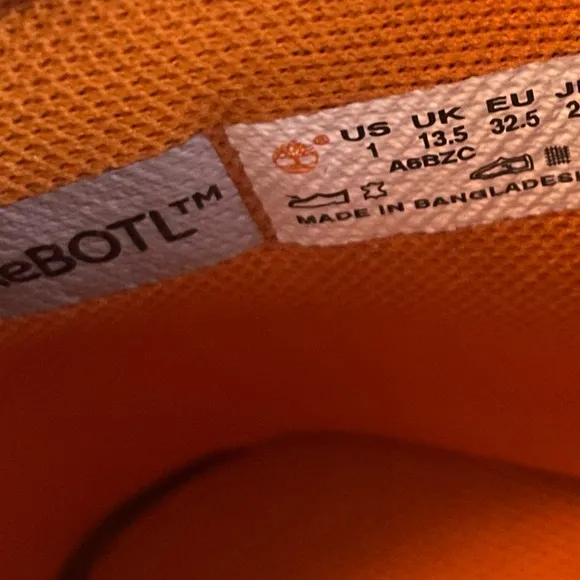 eBOTL™
US UK EU
1 13.5 32.5
A6BZC
MADE IN BANGLADES